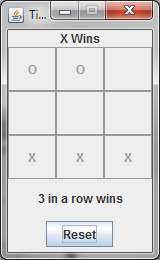 Ti...
X Wins
O O
X X X
3 in a row wins
Reset